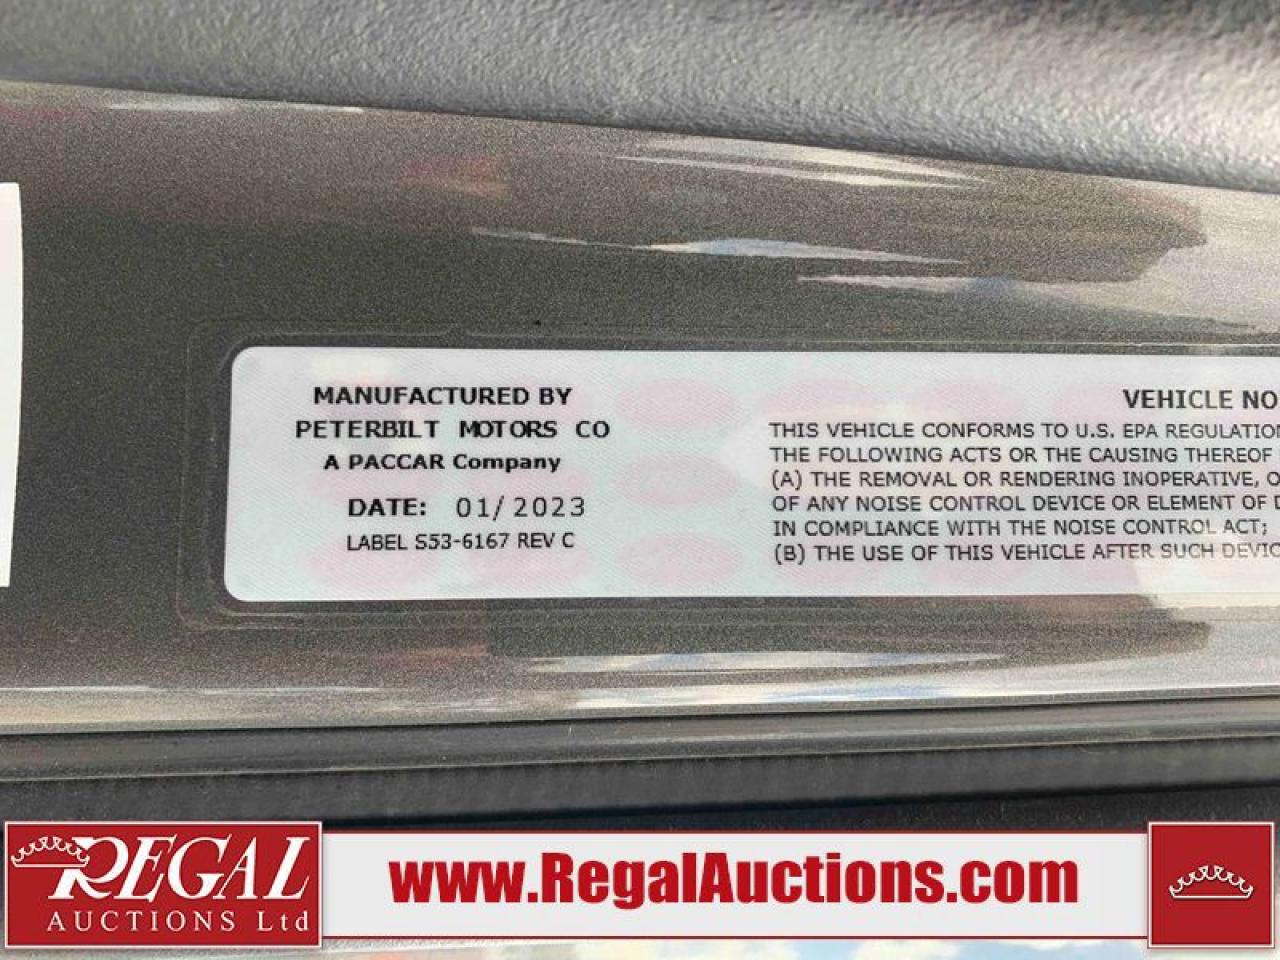 MANUFACTURED BY
PETERBILT MOTORS CO
A PACCAR Company
DATE: 01/2023
LABEL S53-6167 REV C
VEHICLE NO
THIS VEHICLE CONFORMS TO U.S. EPA REGULATION
THE FOLLOWING ACTS OR THE CAUSING THEREOF
(A) THE REMOVAL OR RENDERING INOPERATIVE,
OF ANY NOISE CONTROL DEVICE OR ELEMENT OF
IN COMPLIANCE WITH THE NOISE CONTROL ACT;
(B) THE USE OF THIS VEHICLE AFTER SUCH DEVIC
REGAL
AUCTIONS Ltd
www.RegalAuctions.com